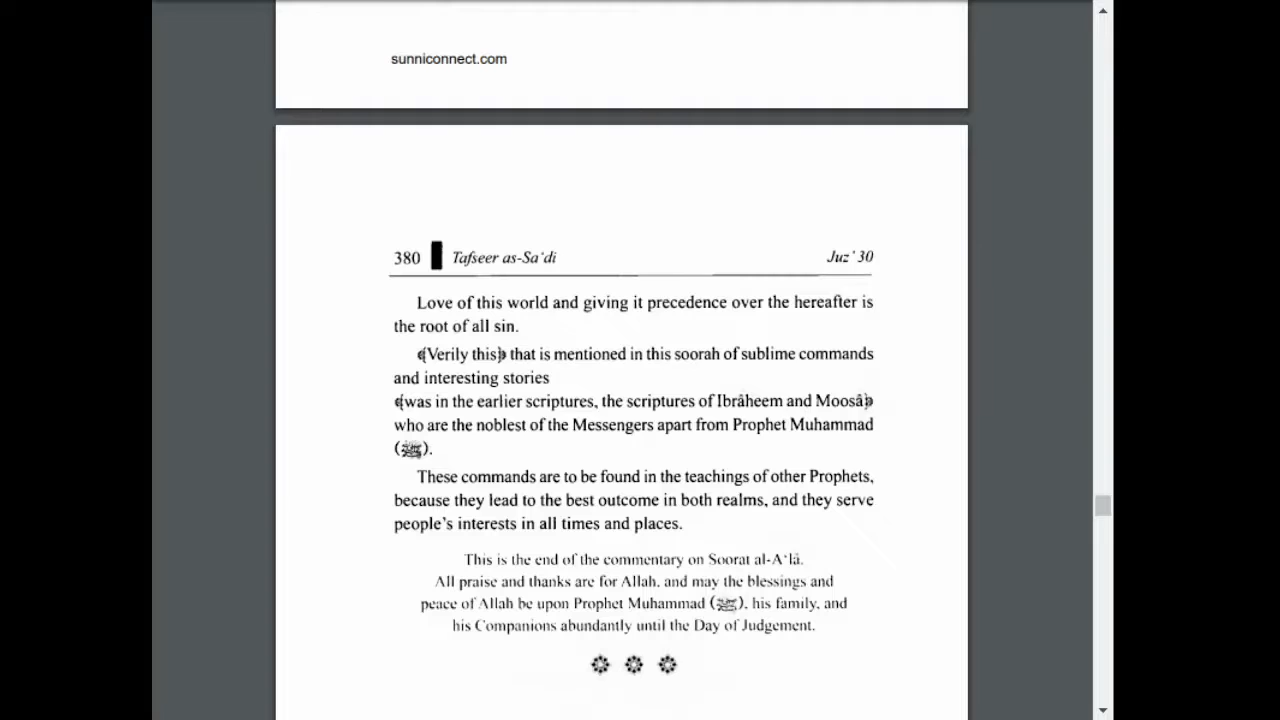 sunniconnect.com
380 Tafseer as-Sa‘di Juz’ 30
Love of this world and giving it precedence over the hereafter is
the root of all sin.
﴾Verily this﴿ that is mentioned in this soorah of sublime commands
and interesting stories
﴾was in the earlier scriptures, the scriptures of Ibrâheem and Moosâ﴿
who are the noblest of the Messengers apart from Prophet Muhammad
(ﷺ).
These commands are to be found in the teachings of other Prophets,
because they lead to the best outcome in both realms, and they serve
people’s interests in all times and places.
This is the end of the commentary on Soorat al-A‘lâ.
All praise and thanks are for Allah, and may the blessings and
peace of Allah be upon Prophet Muhammad (ﷺ), his family, and
his Companions abundantly until the Day of Judgement.